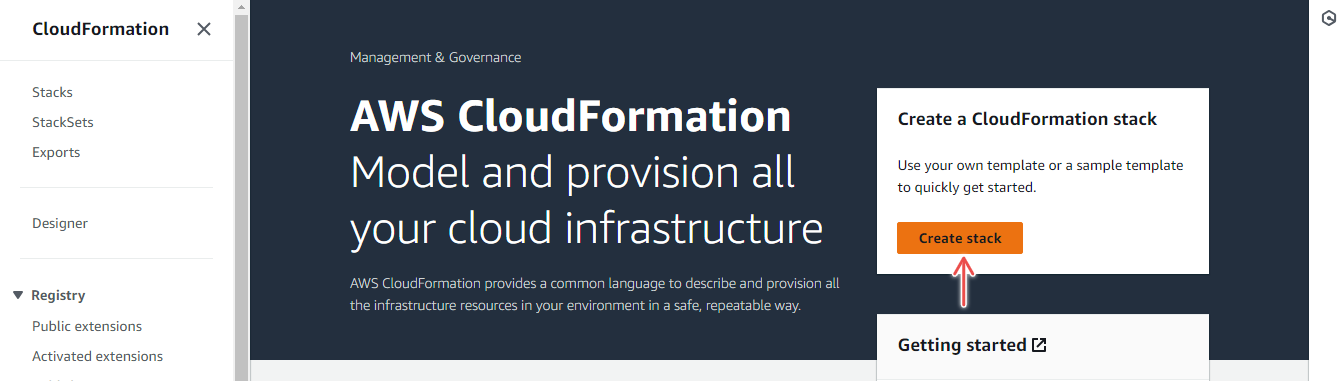 CloudFormation
Stacks
StackSets
Exports
Designer
Registry
Public extensions
Activated extensions
Management & Governance
AWS CloudFormation
Model and provision all
your cloud infrastructure
AWS CloudFormation provides a common language to describe and provision all
the infrastructure resources in your environment in a safe, repeatable way.
Create a CloudFormation stack
Use your own template or a sample template
to quickly get started.
Create stack
Getting started